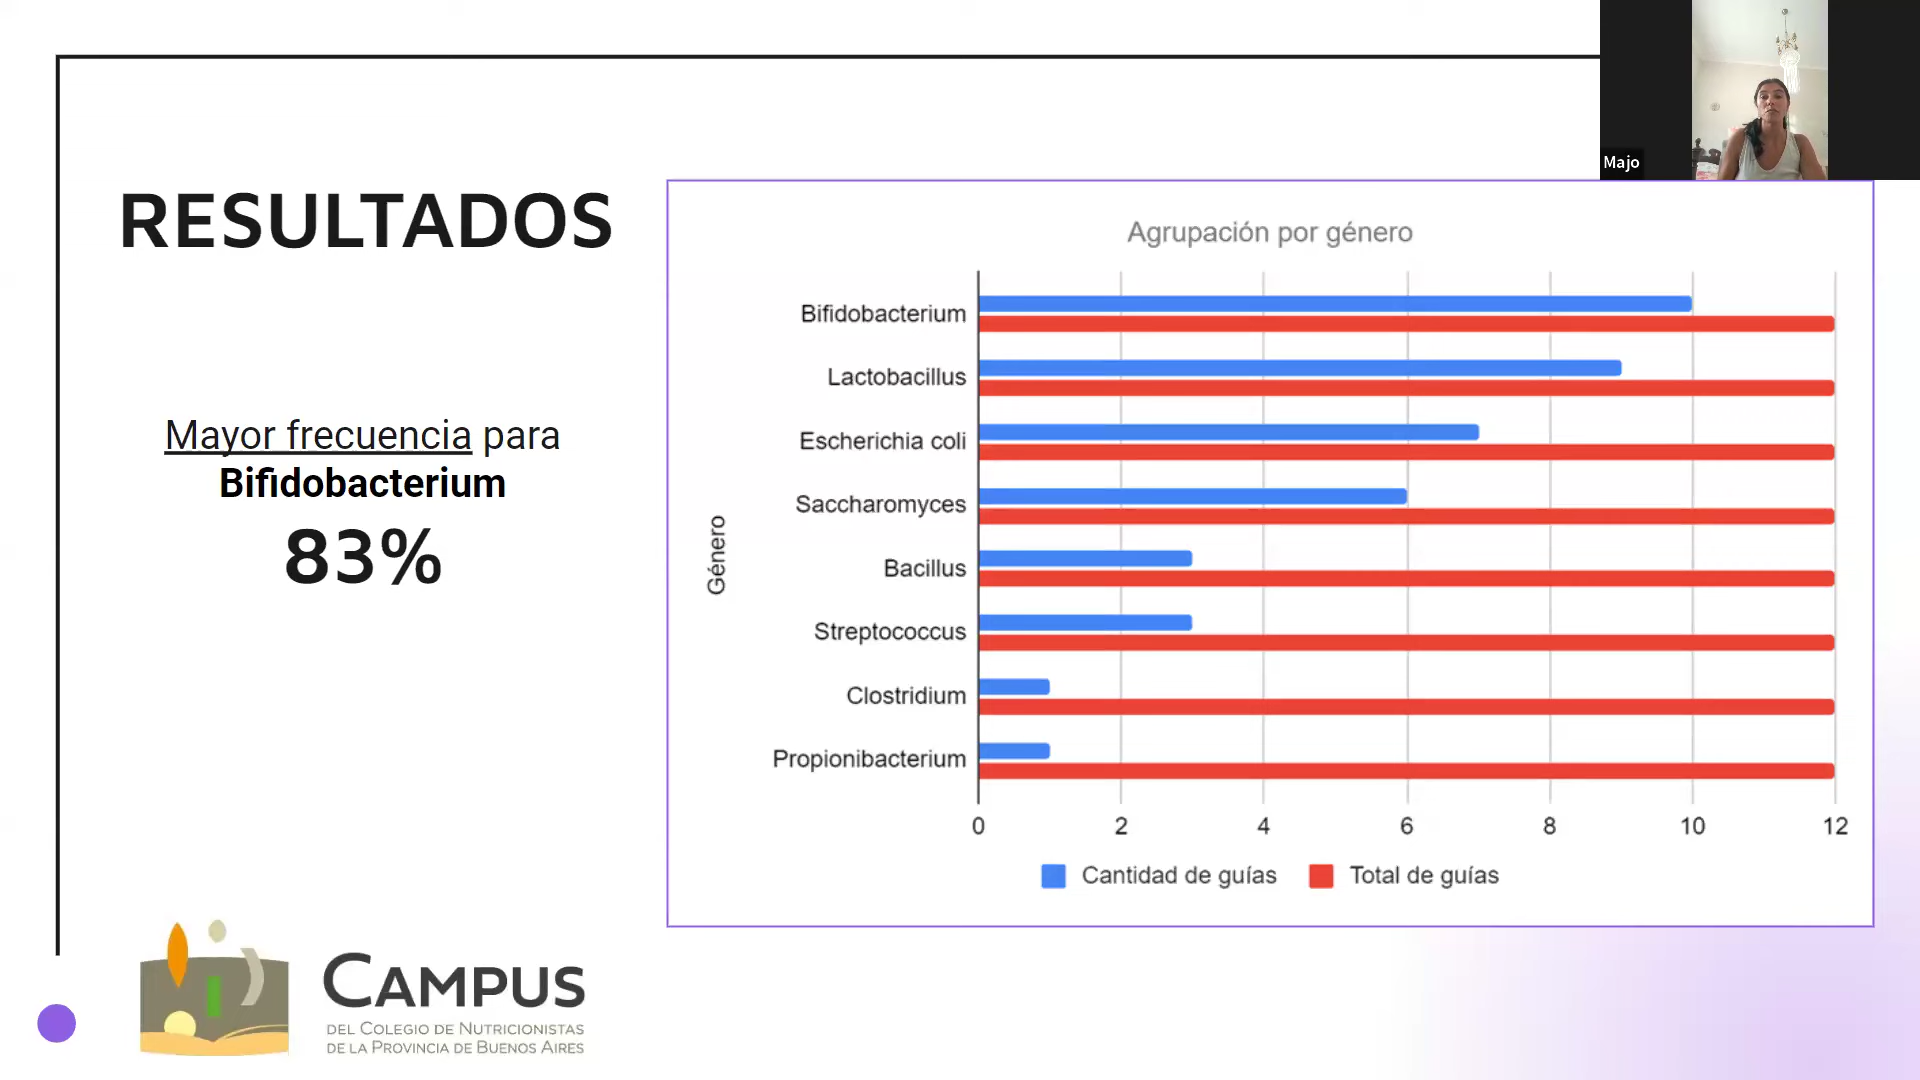 Majo
RESULTADOS
Mayor frecuencia para
Bifidobacterium
83%
Agrupación por género
Género
Bifidobacterium
Lactobacillus
Escherichia coli
Saccharomyces
Bacillus
Streptococcus
Clostridium
Propionibacterium
0 2 4 6 8 10 12
Cantidad de guías Total de guías
CAMPUS
DEL COLEGIO DE NUTRICIONISTAS
DE LA PROVINCIA DE BUENOS AIRES